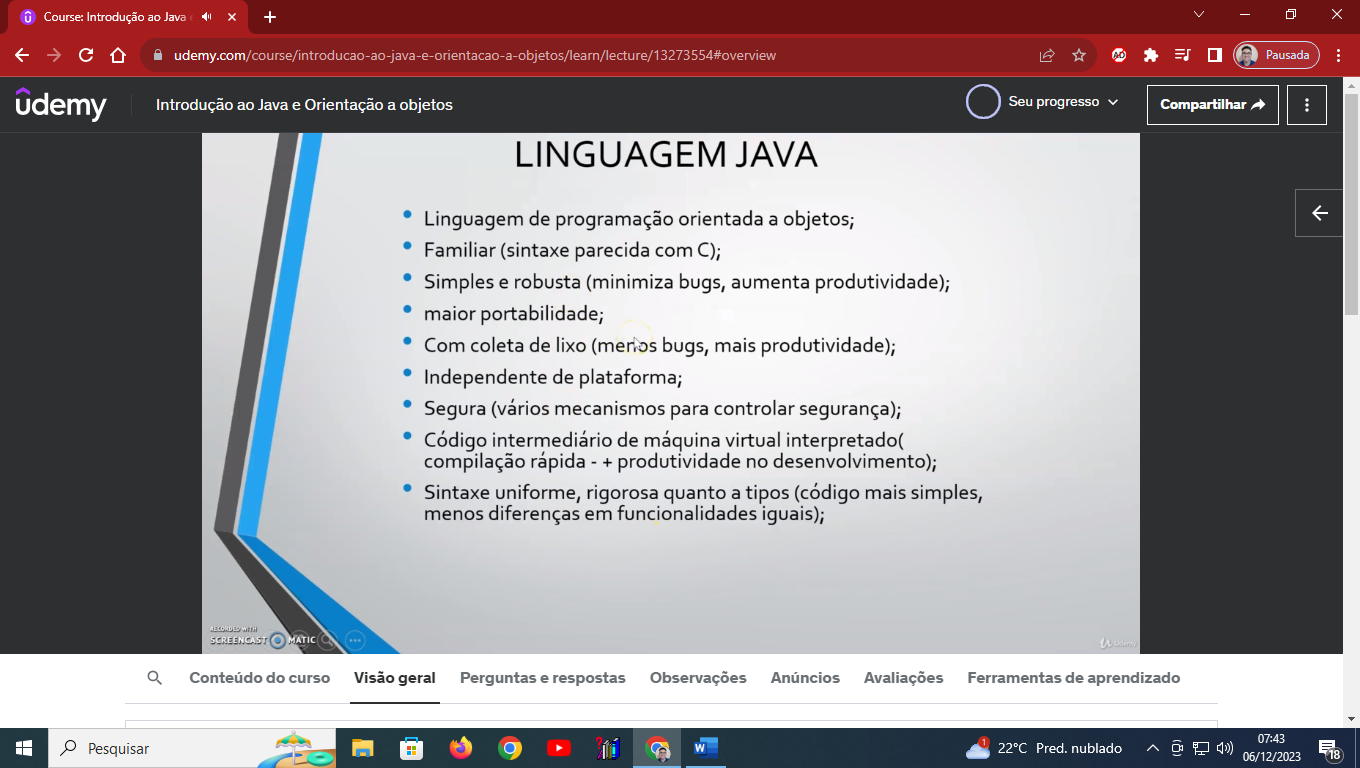 Course: Introdução ao Java e
udemy.com/course/introducao-ao-java-e-orientacao-a-objetos/learn/lecture/13273554#overview
Pausada
udemy
Introdução ao Java e Orientação a objetos
Seu progresso
Compartilhar
LINGUAGEM JAVA
• Linguagem de programação orientada a objetos;
• Familiar (sintaxe parecida com C);
• Simples e robusta (minimiza bugs, aumenta produtividade);
• maior portabilidade;
• Com coleta de lixo (menos bugs, mais produtividade);
• Independente de plataforma;
• Segura (vários mecanismos para controlar segurança);
• Código intermediário de máquina virtual interpretado(
compilação rápida - + produtividade no desenvolvimento);
• Sintaxe uniforme, rigorosa quanto a tipos (código mais simples,
menos diferenças em funcionalidades iguais);
RECORDED WITH
SCREENCAST MATIC
Udemy
Conteúdo do curso
Visão geral
Perguntas e respostas
Observações
Anúncios
Avaliações
Ferramentas de aprendizado
Pesquisar
1
22°C Pred. nublado
07:43
06/12/2023
18